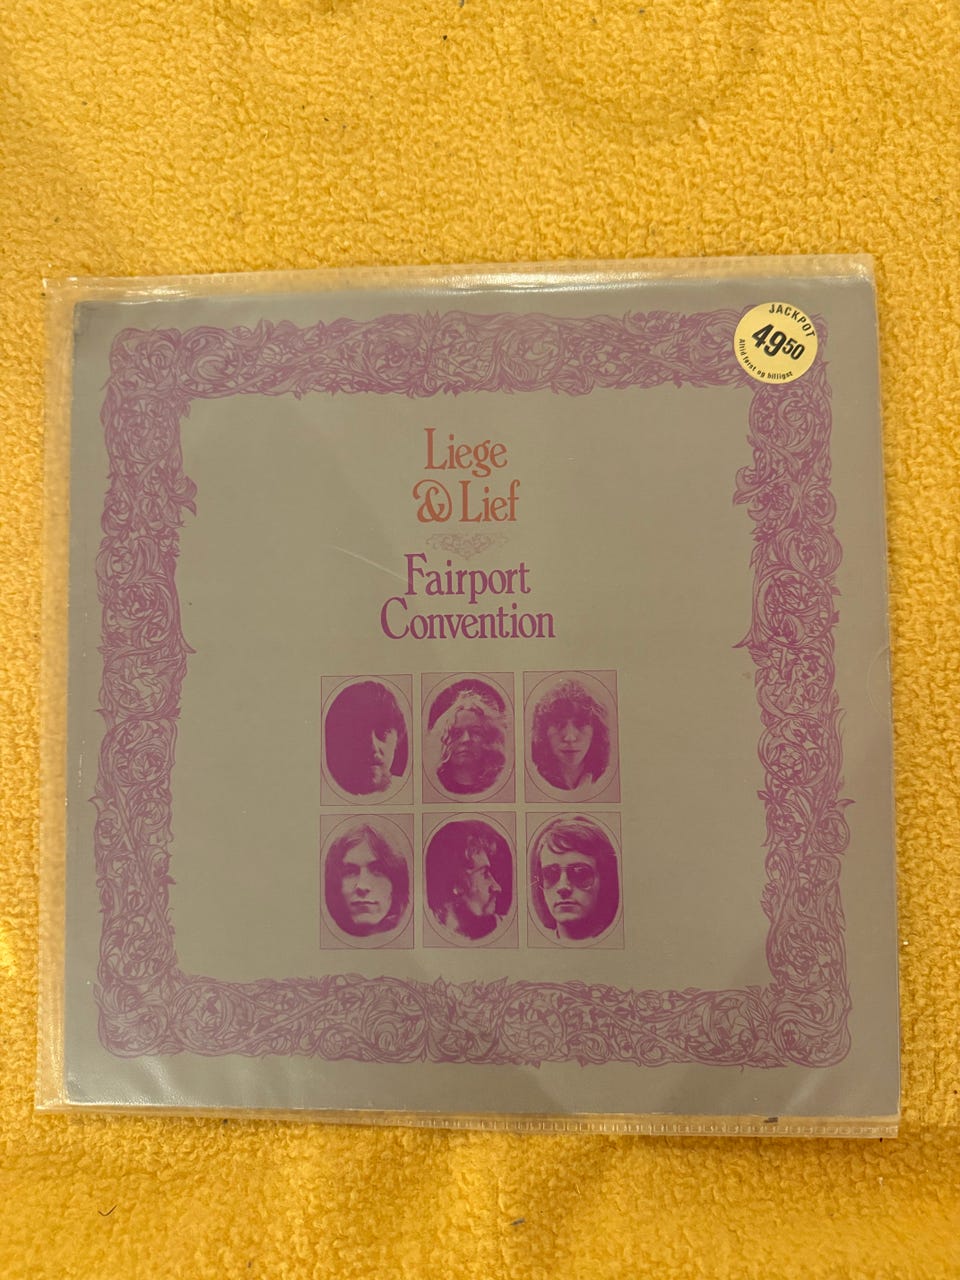 JACKPOT
4950
Altid først og billigst
Liege
& Lief
Fairport
Convention